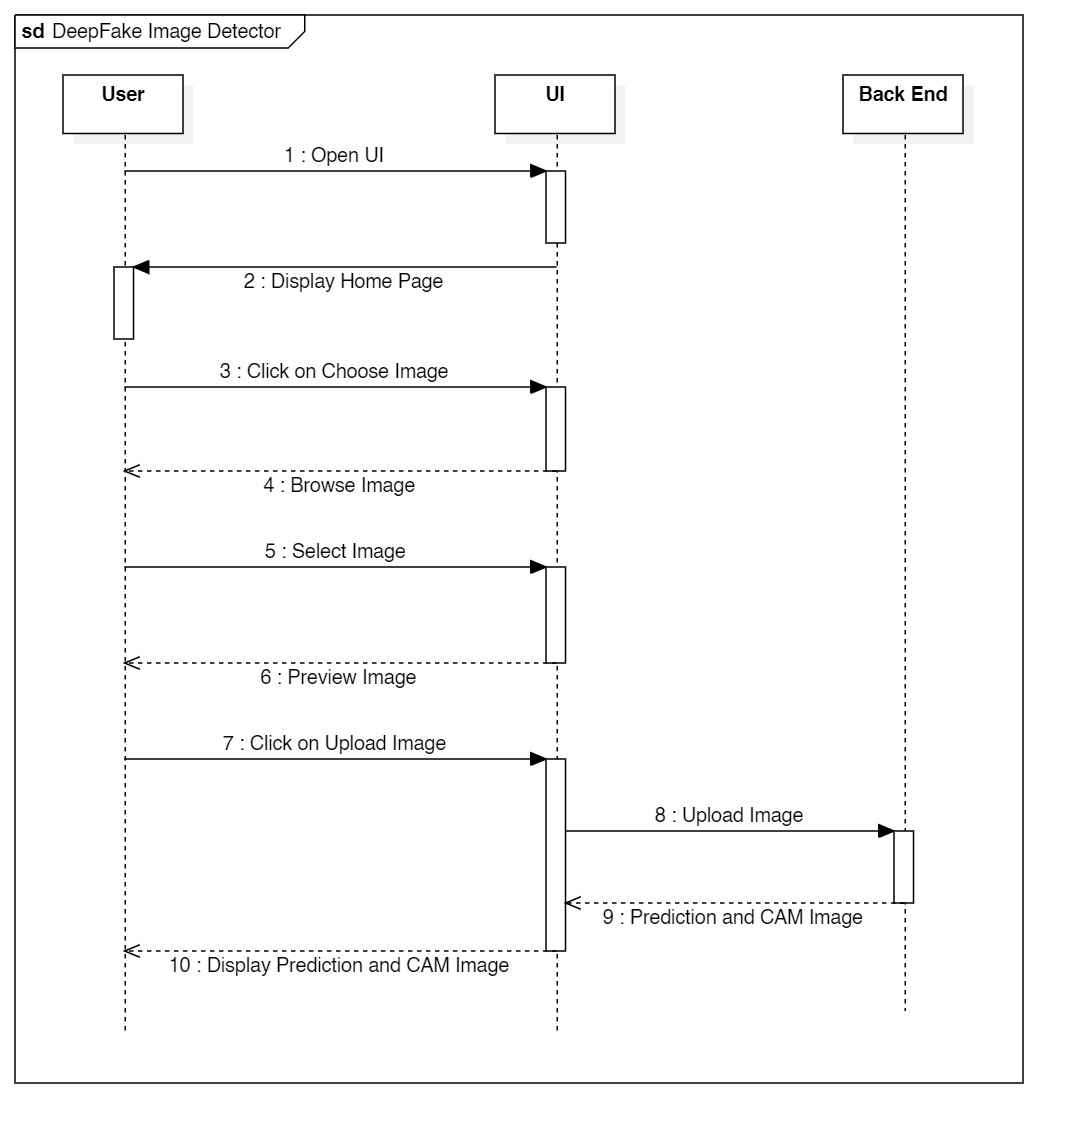 sd DeepFake Image Detector
User
UI
Back End
1 : Open UI
2 : Display Home Page
3 : Click on Choose Image
4 : Browse Image
5 : Select Image
6 : Preview Image
7 : Click on Upload Image
8 : Upload Image
9 : Prediction and CAM Image
10 : Display Prediction and CAM Image